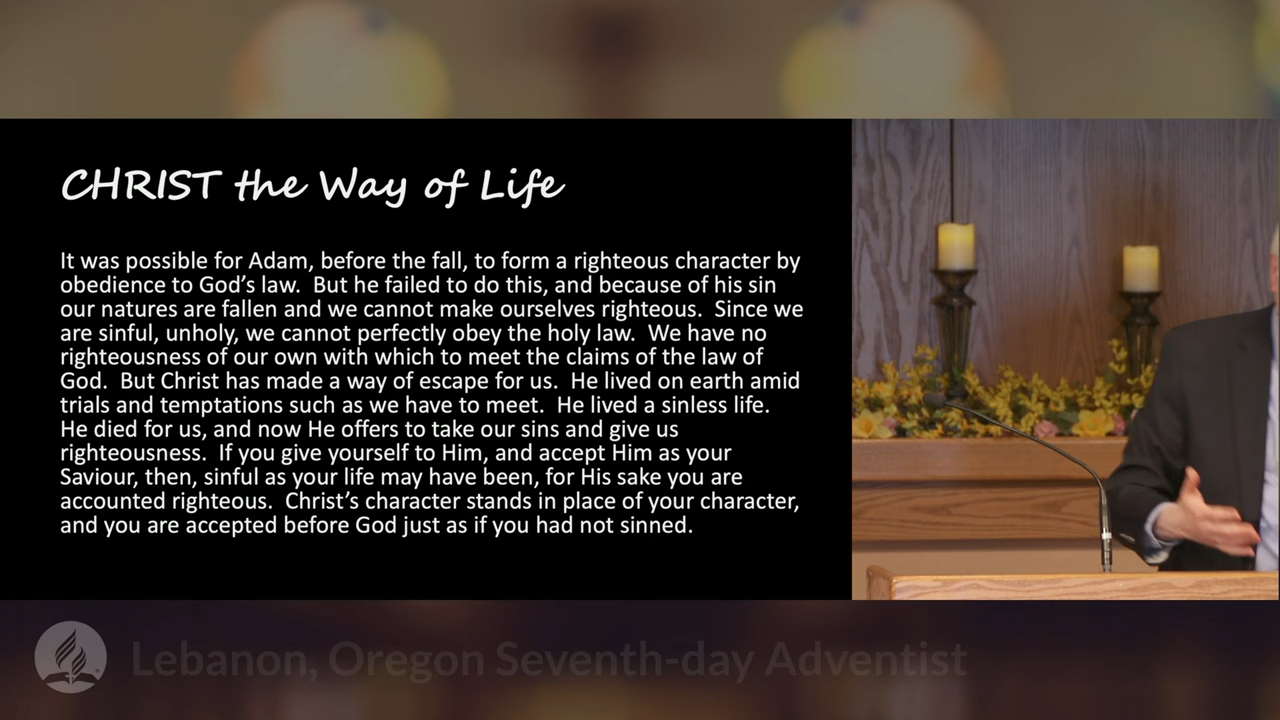 CHRIST the Way of Life
It was possible for Adam, before the fall, to form a righteous character by
obedience to God’s law.  But he failed to do this, and because of his sin
our natures are fallen and we cannot make ourselves righteous.  Since we
are sinful, unholy, we cannot perfectly obey the holy law.  We have no
righteousness of our own with which to meet the claims of the law of
God.  But Christ has made a way of escape for us.  He lived on earth amid
trials and temptations such as we have to meet.  He lived a sinless life.
He died for us, and now He offers to take our sins and give us
righteousness.  If you give yourself to Him, and accept Him as your
Saviour, then, sinful as your life may have been, for His sake you are
accounted righteous.  Christ’s character stands in place of your character,
and you are accepted before God just as if you had not sinned.
Lebanon, Oregon Seventh-day Adventist